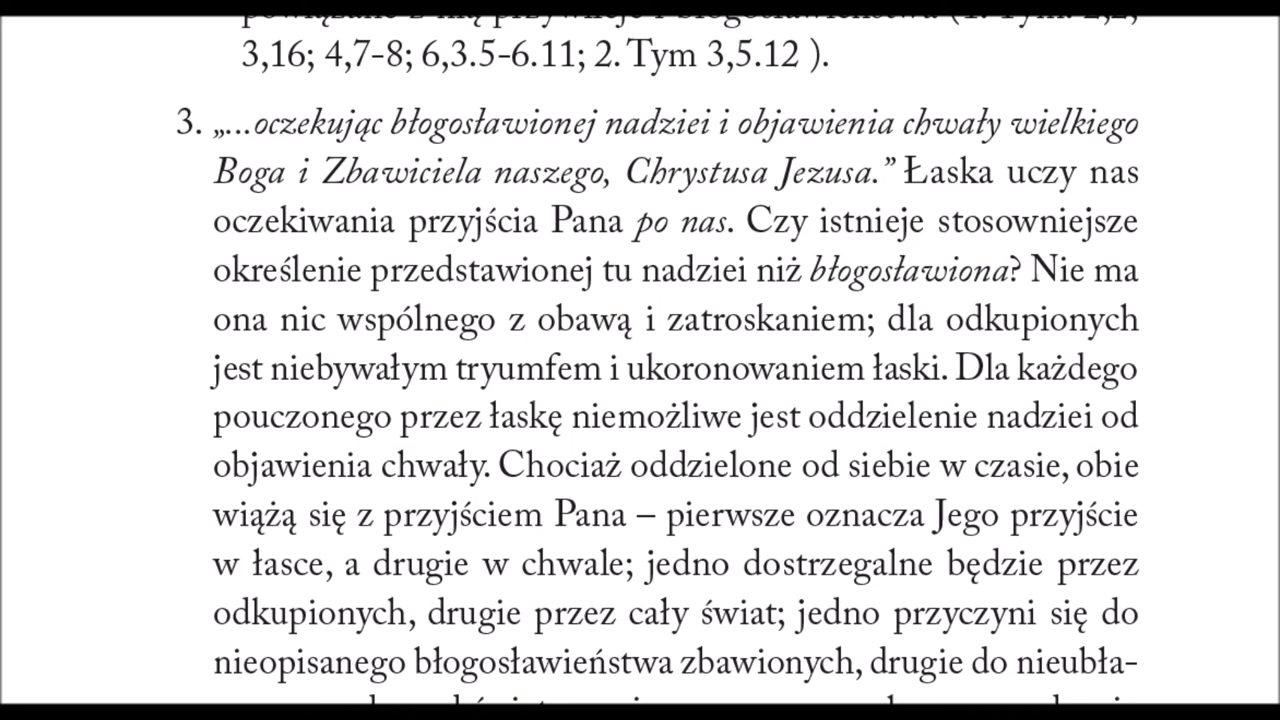 3,16; 4,7-8; 6,3.5-6.11; 2. Tym 3,5.12 ).
3. „...oczekując błogosławionej nadziei i objawienia chwały wielkiego
Boga i Zbawiciela naszego, Chrystusa Jezusa.” Łaska uczy nas
oczekiwania przyjścia Pana po nas. Czy istnieje stosowniejsze
określenie przedstawionej tu nadziei niż błogosławiona? Nie ma
ona nic wspólnego z obawą i zatroskaniem; dla odkupionych
jest niebywałym tryumfem i ukoronowaniem łaski. Dla każdego
pouczonego przez łaskę niemożliwe jest oddzielenie nadziei od
objawienia chwały. Chociaż oddzielone od siebie w czasie, obie
wiążą się z przyjściem Pana – pierwsze oznacza Jego przyjście
w łasce, a drugie w chwale; jedno dostrzegalne będzie przez
odkupionych, drugie przez cały świat; jedno przyczyni się do
nieopisanego błogosławieństwa zbawionych, drugie do nieubła-